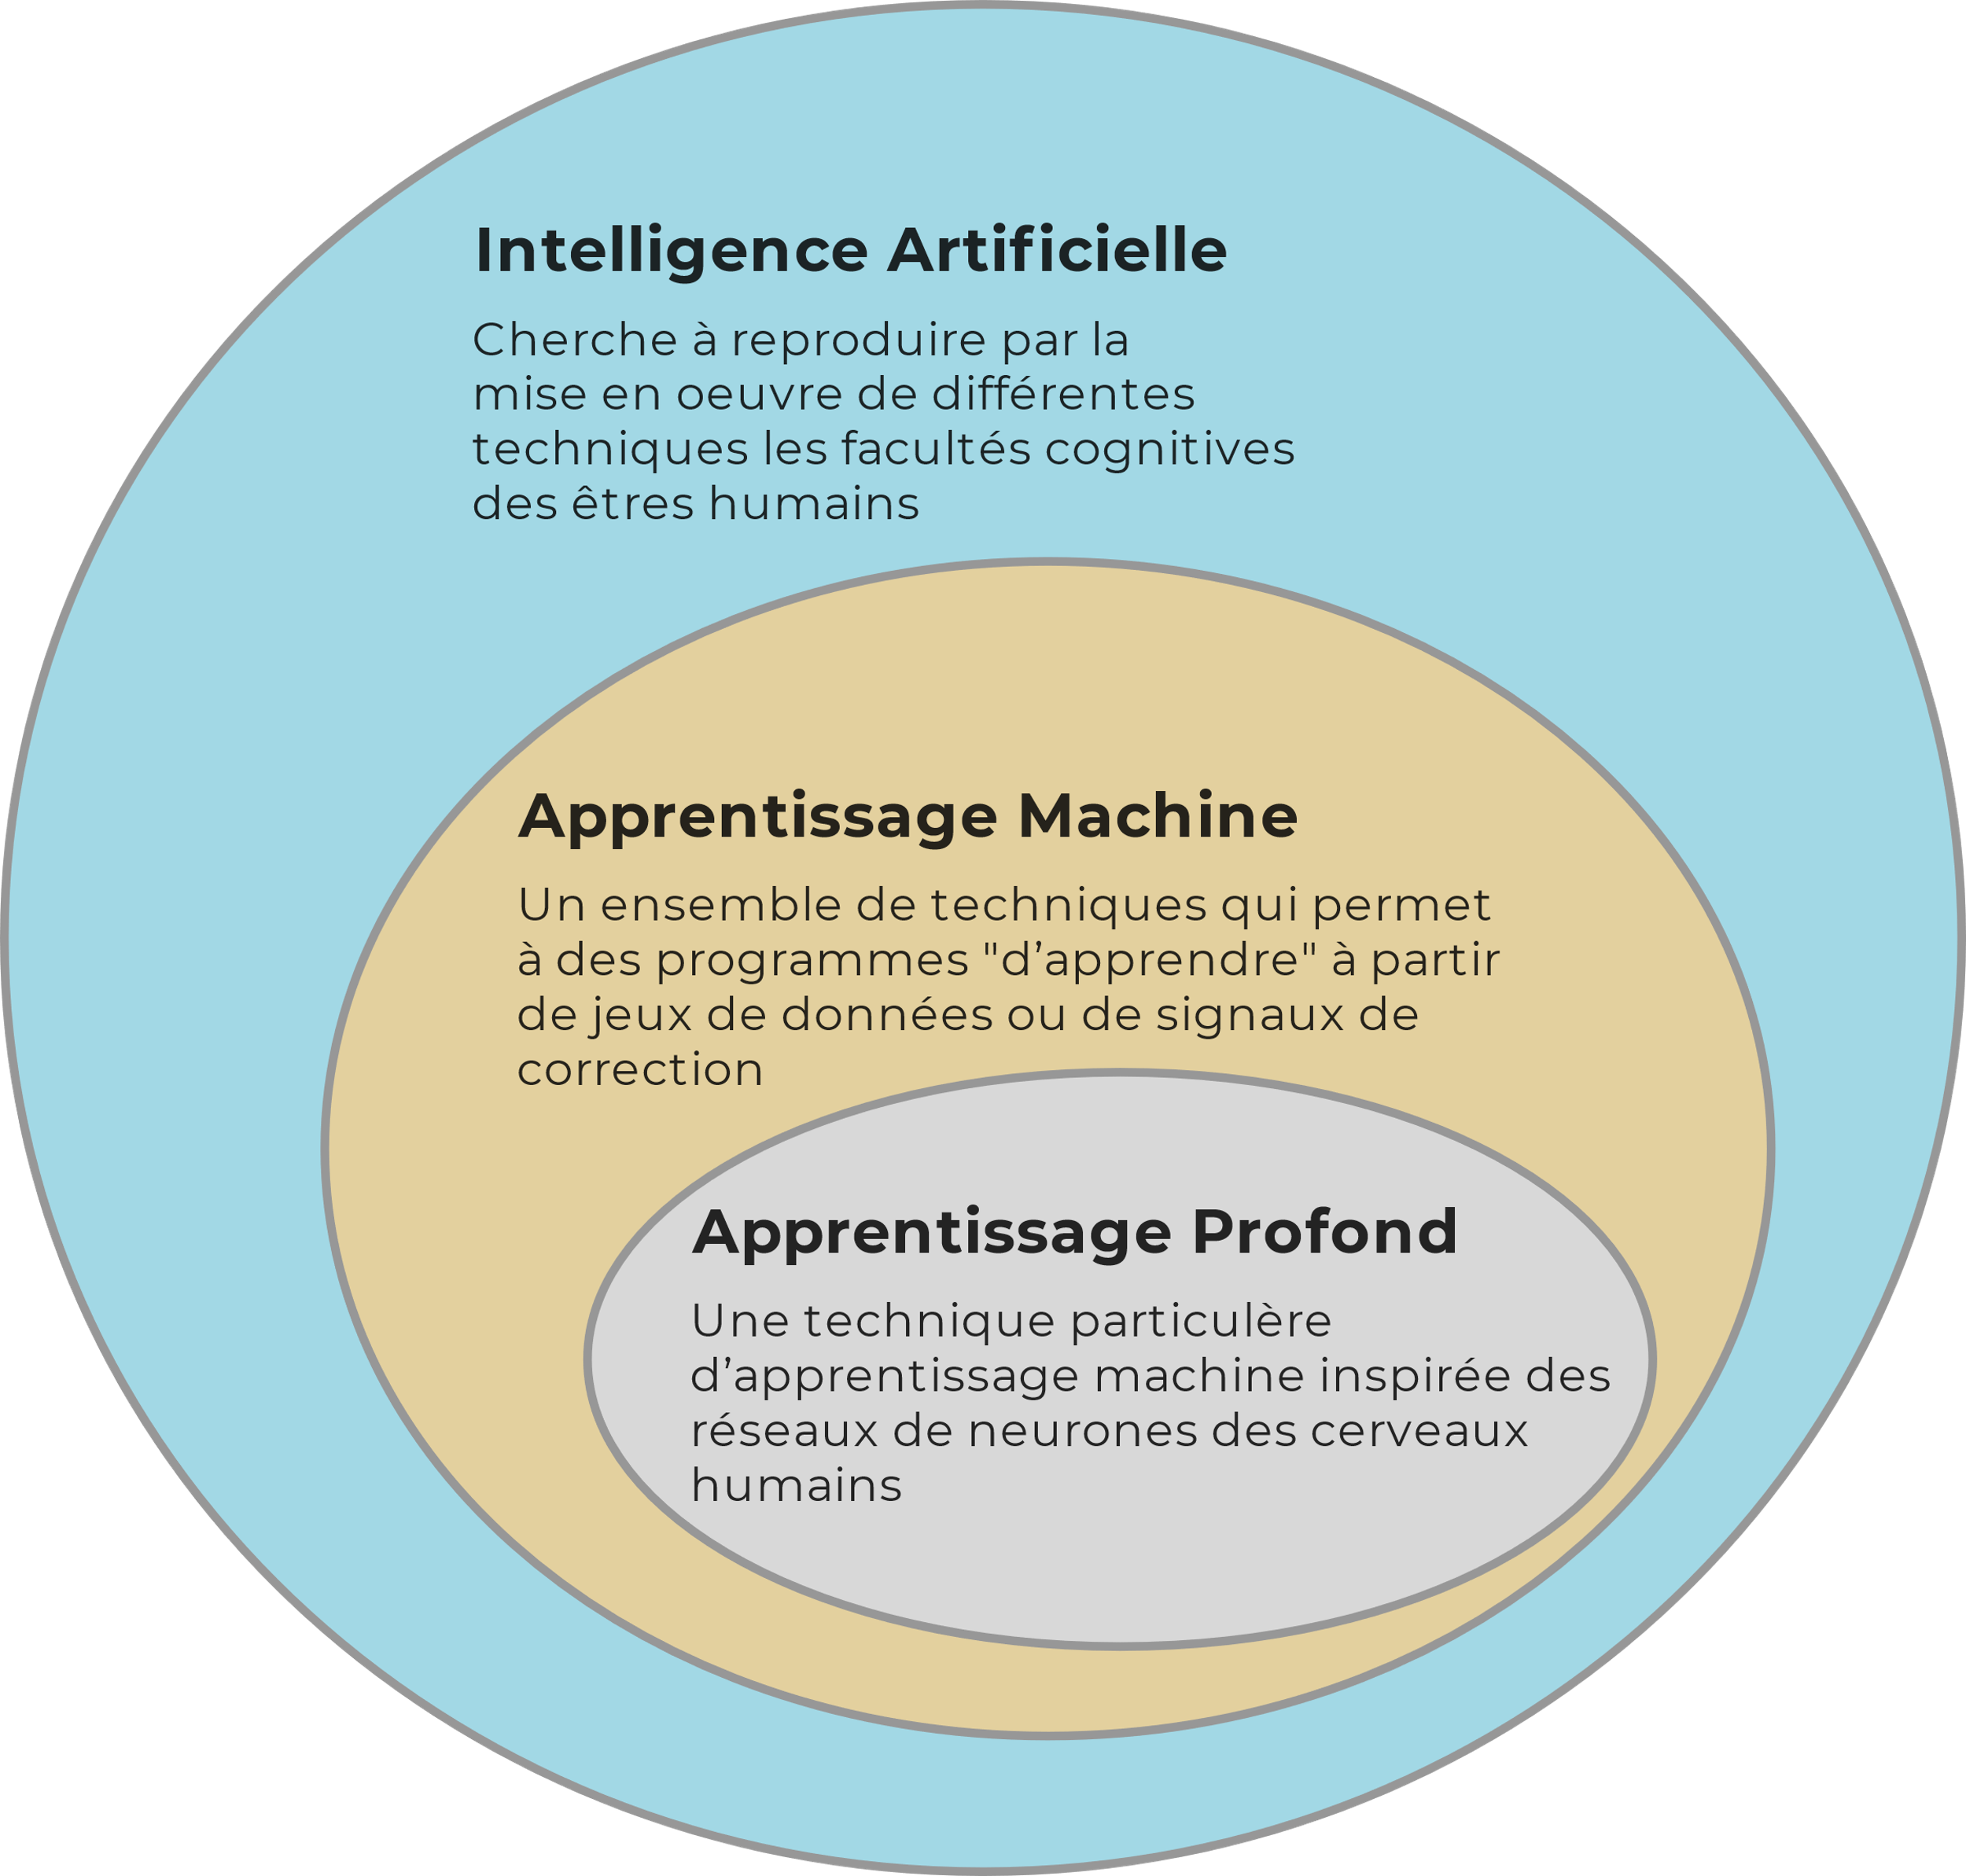 Intelligence Artificielle
Cherche à reproduire par la
mise en oeuvre de différentes
techniques les facultés cognitives
des êtres humains
Apprentissage Machine
Un ensemble de techniques qui permet
à des programmes "d’apprendre" à partir
de jeux de données ou de signaux de
correction
Apprentissage Profond
Une technique particulère
d’apprentissage machine inspirée des
réseaux de neurones des cerveaux
humains